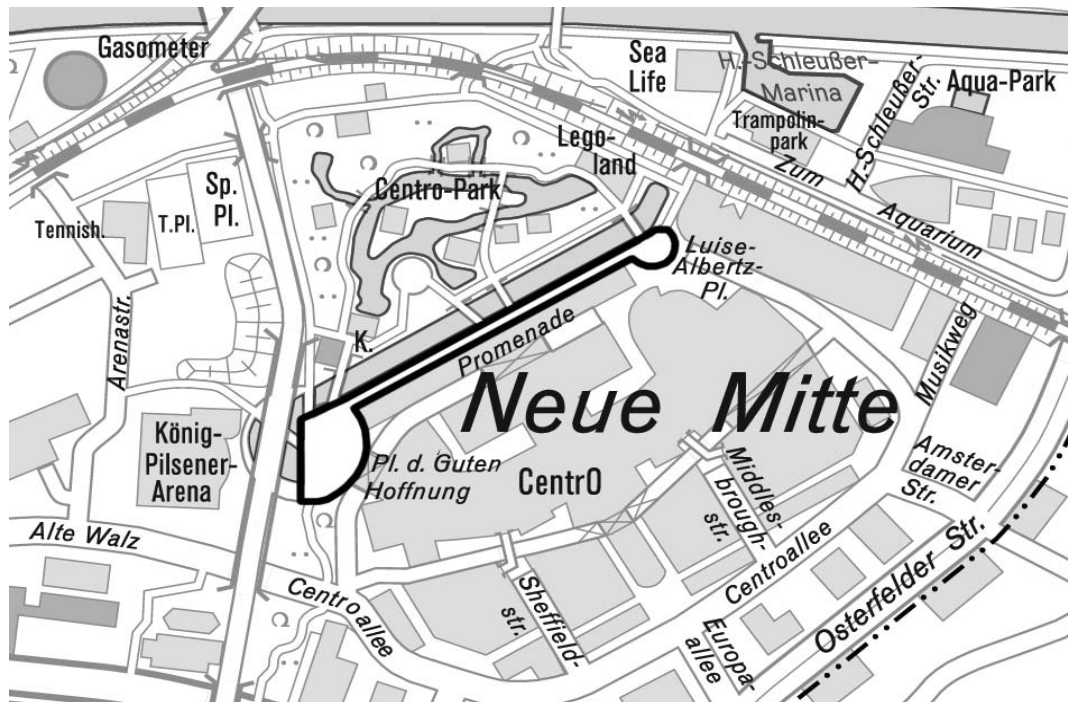 Gasometer
Sea
Life
H.-Schleußer-
Marina
H.-Schleußer-
Str.
Aqua-Park
Trampolin-
park
Lego-
land
Zum
Aquarium
Sp.
Pl.
T.Pl.
Tennish.
Centro-Park
Luise-
Albertz-
Pl.
Arenastr.
K.
Promenade
Musikweg
Neue Mitte
König-
Pilsener-
Arena
Pl. d. Guten
Hoffnung
CentrO
Middles-
brough-
str.
Amster-
damer
Str.
Alte Walz
Centroallee
Sheffield-
str.
Centroallee
Osterfelder Str.
Europa-
allee